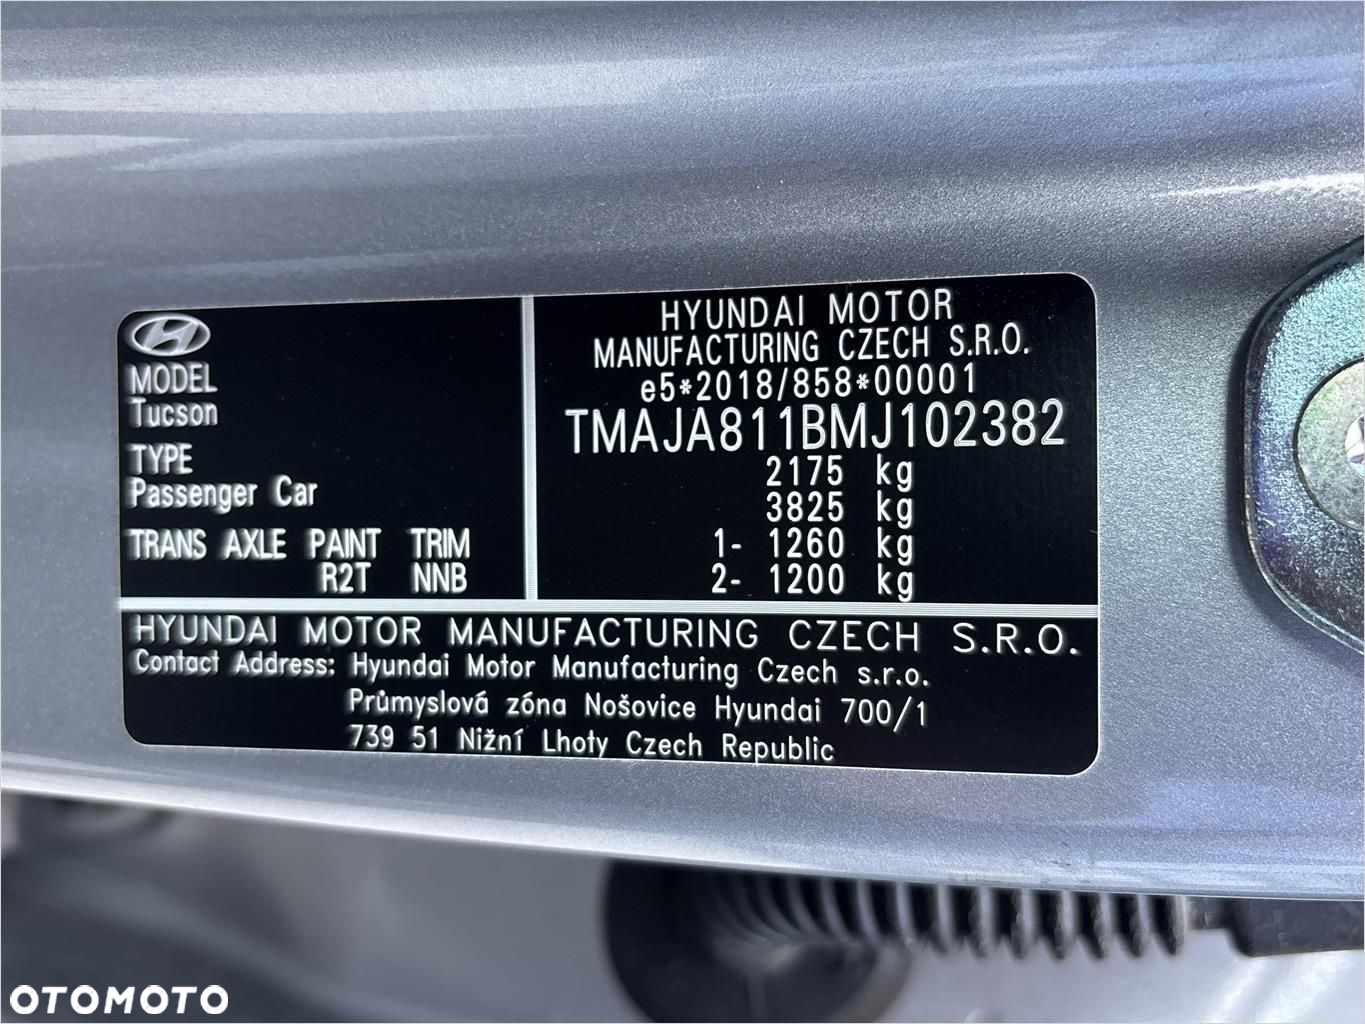 MODEL
Tucson
TYPE
Passenger Car
TRANS AXLE PAINT TRIM
R2T NNB
HYUNDAI MOTOR
MANUFACTURING CZECH S.R.O.
e5*2018/858*00001
TMAJA811BMJ102382
2175 kg
3825 kg
1- 1260 kg
2- 1200 kg
HYUNDAI MOTOR MANUFACTURING CZECH S.R.O.
Contact Address: Hyundai Motor Manufacturing Czech s.r.o.
Průmyslová zóna Nošovice Hyundai 700/1
739 51 Nižní Lhoty Czech Republic
OTOMOTO